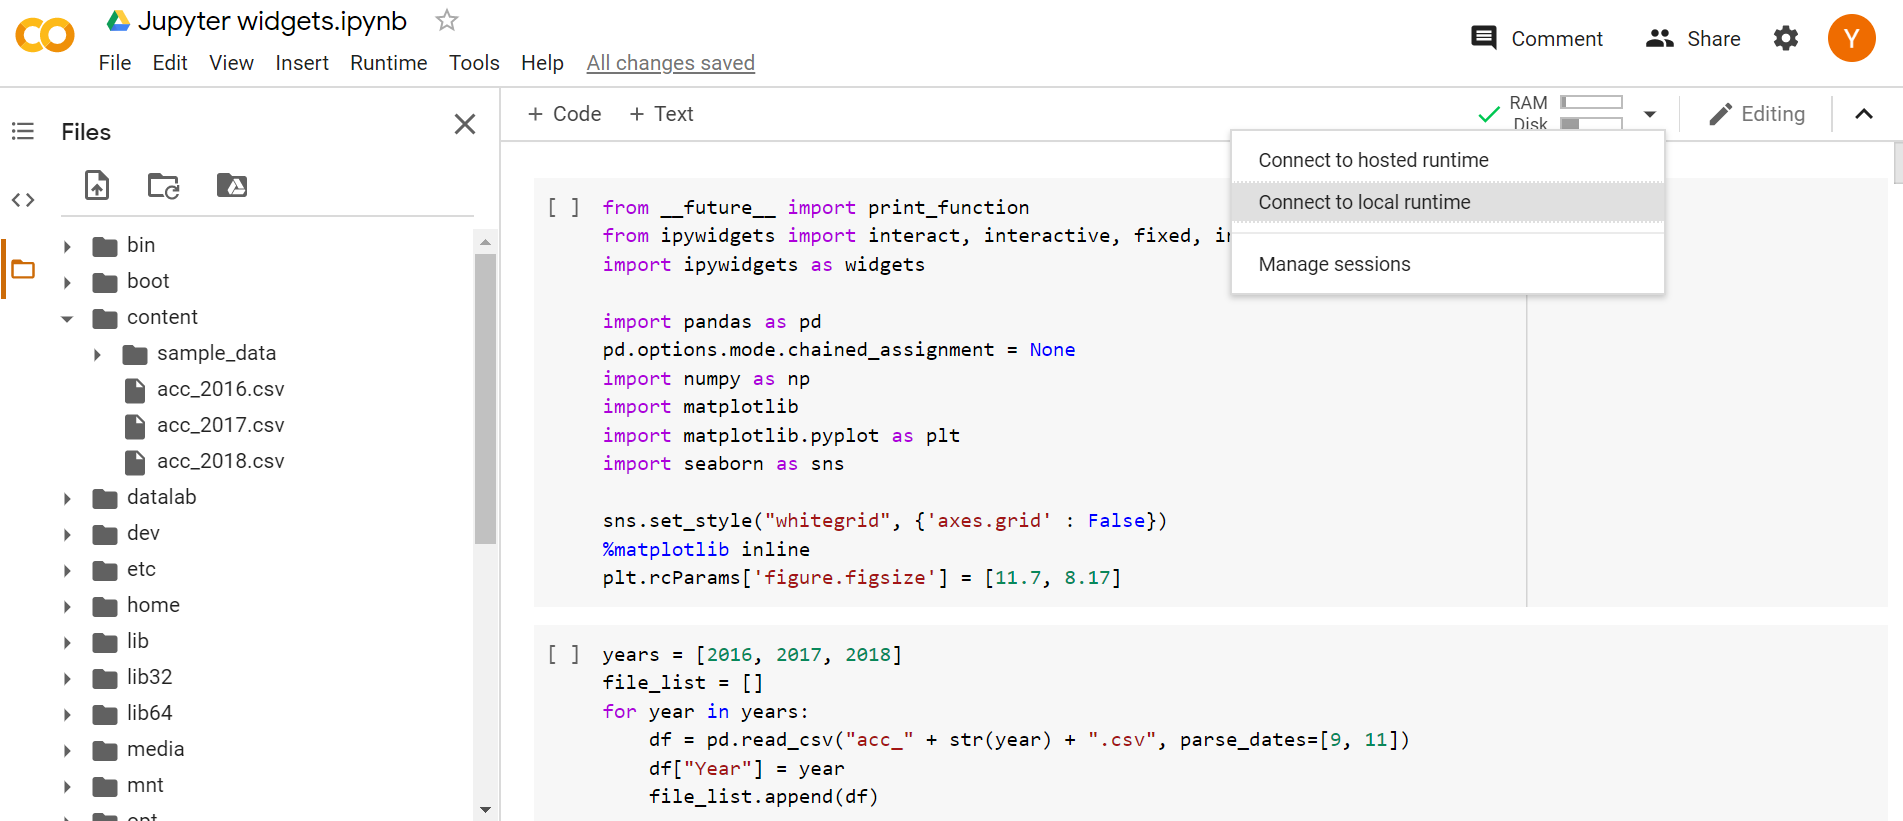 Jupyter widgets.ipynb
File Edit View Insert Runtime Tools Help All changes saved
Comment Share Y
Files
+ Code + Text
RAM
Disk
Editing
Connect to hosted runtime
Connect to local runtime
Manage sessions
bin
boot
content
sample_data
acc_2016.csv
acc_2017.csv
acc_2018.csv
datalab
dev
etc
home
lib
lib32
lib64
media
mnt
[ ] from __future__ import print_function
from ipywidgets import interact, interactive, fixed,
import ipywidgets as widgets
import pandas as pd
pd.options.mode.chained_assignment = None
import numpy as np
import matplotlib
import matplotlib.pyplot as plt
import seaborn as sns
sns.set_style("whitegrid", {'axes.grid' : False})
%matplotlib inline
plt.rcParams['figure.figsize'] = [11.7, 8.17]
[ ] years = [2016, 2017, 2018]
file_list = []
for year in years:
df = pd.read_csv("acc_" + str(year) + ".csv", parse_dates=[9, 11])
df["Year"] = year
file_list.append(df)